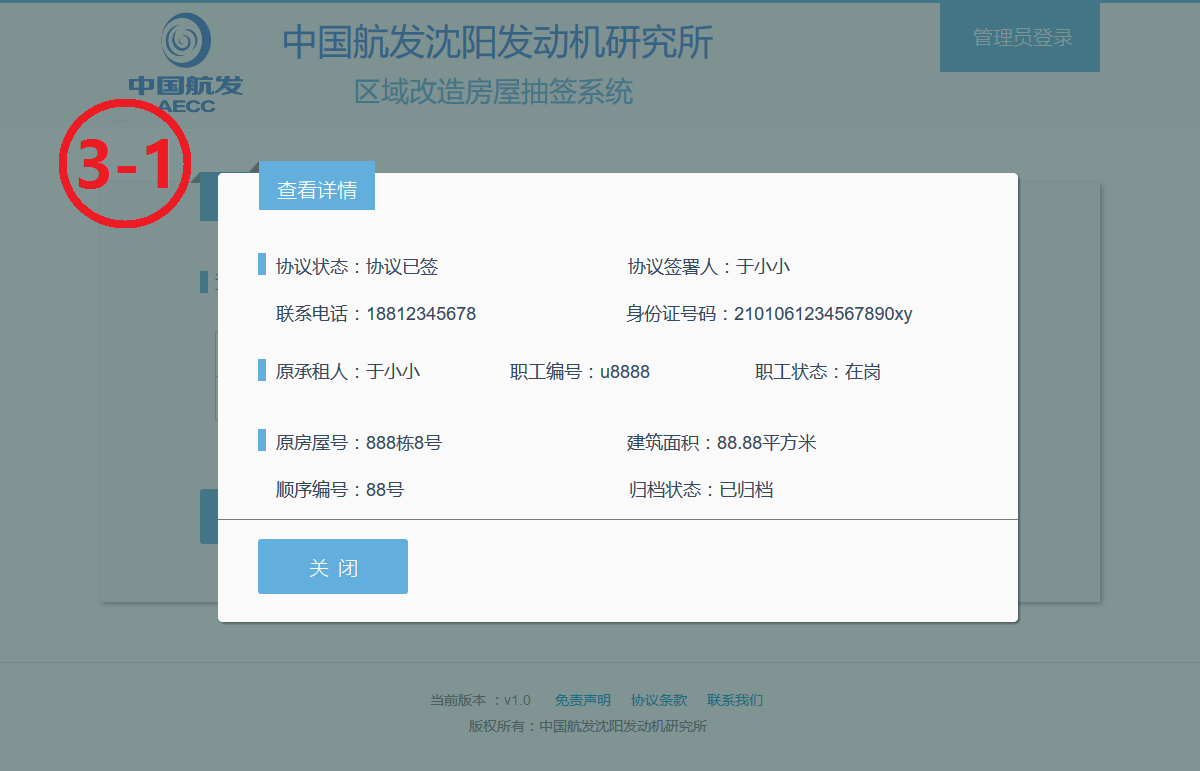 中国航发
AECC
中国航发沈阳发动机研究所
区域改造房屋抽签系统
管理员登录
3-1
查看详情
协议状态：协议已签
协议签署人：于小小
联系电话：18812345678
身份证号码：2101061234567890xy
原承租人：于小小
职工编号：u8888
职工状态：在岗
原房屋号：888栋8号
建筑面积：88.88平方米
顺序编号：88号
归档状态：已归档
关 闭
当前版本 ：v1.0 免责声明 协议条款 联系我们
版权所有：中国航发沈阳发动机研究所